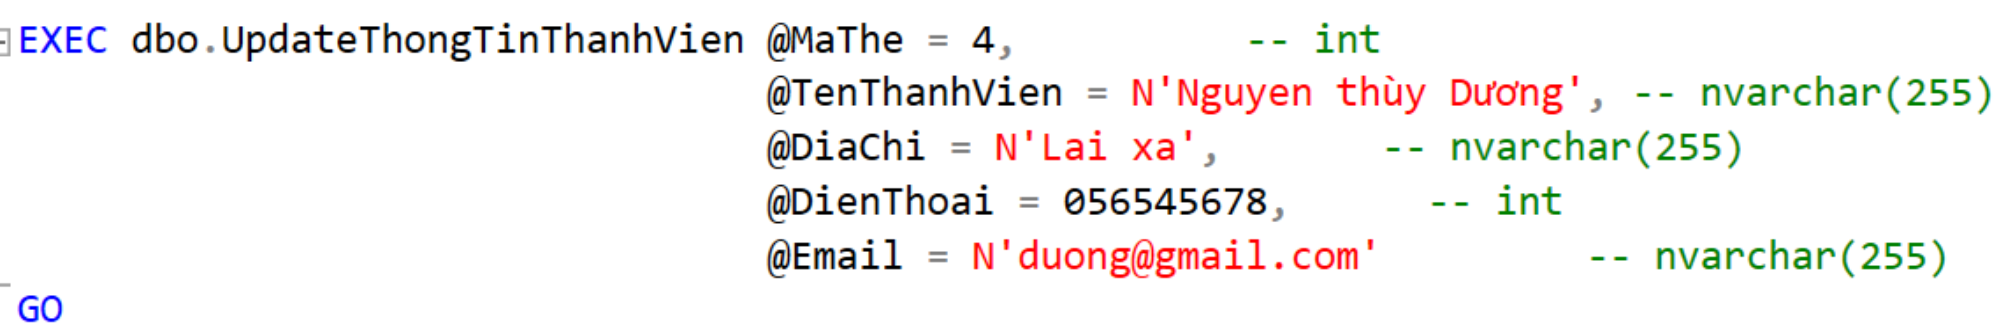 EXEC dbo.UpdateThongTinThanhVien @MaThe = 4, -- int
@TenThanhVien = N'Nguyen thùy Dương', -- nvarchar(255)
@DiaChi = N'Lai xa', -- nvarchar(255)
@DienThoai = 056545678, -- int
@Email = N'duong@gmail.com' -- nvarchar(255)
GO